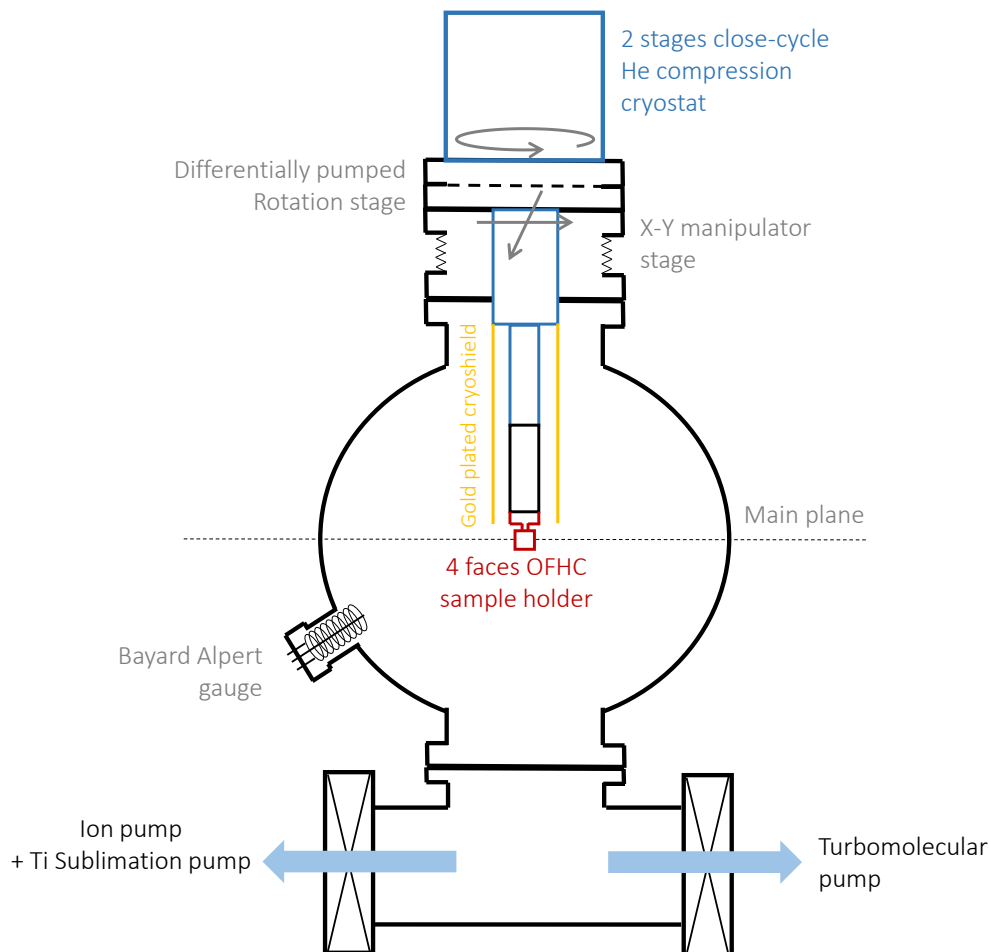 2 stages close-cycle
He compression
cryostat
Differentially pumped
Rotation stage
X-Y manipulator
stage
Gold plated cryoshield
Main plane
4 faces OFHC
sample holder
Bayard Alpert
gauge
Ion pump
+ Ti Sublimation pump
Turbomolecular
pump